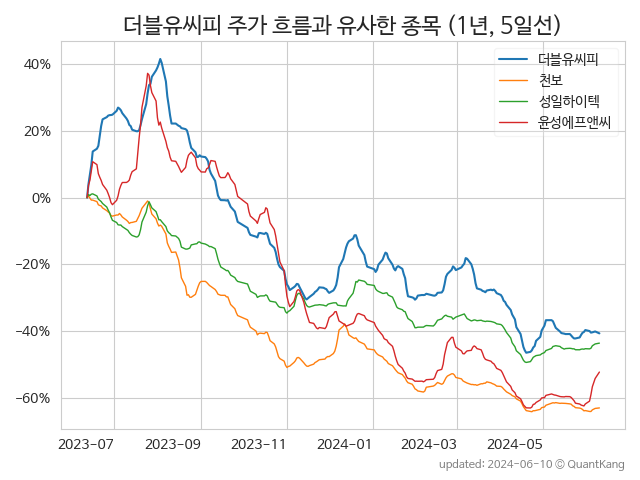 더블유씨피 주가 흐름과 유사한 종목 (1년, 5일선)
더블유씨피
천보
성일하이텍
윤성에프앤씨
40%
20%
0%
−20%
−40%
−60%
2023-07 2023-09 2023-11 2024-01 2024-03 2024-05
updated: 2024-06-10 © QuantKang